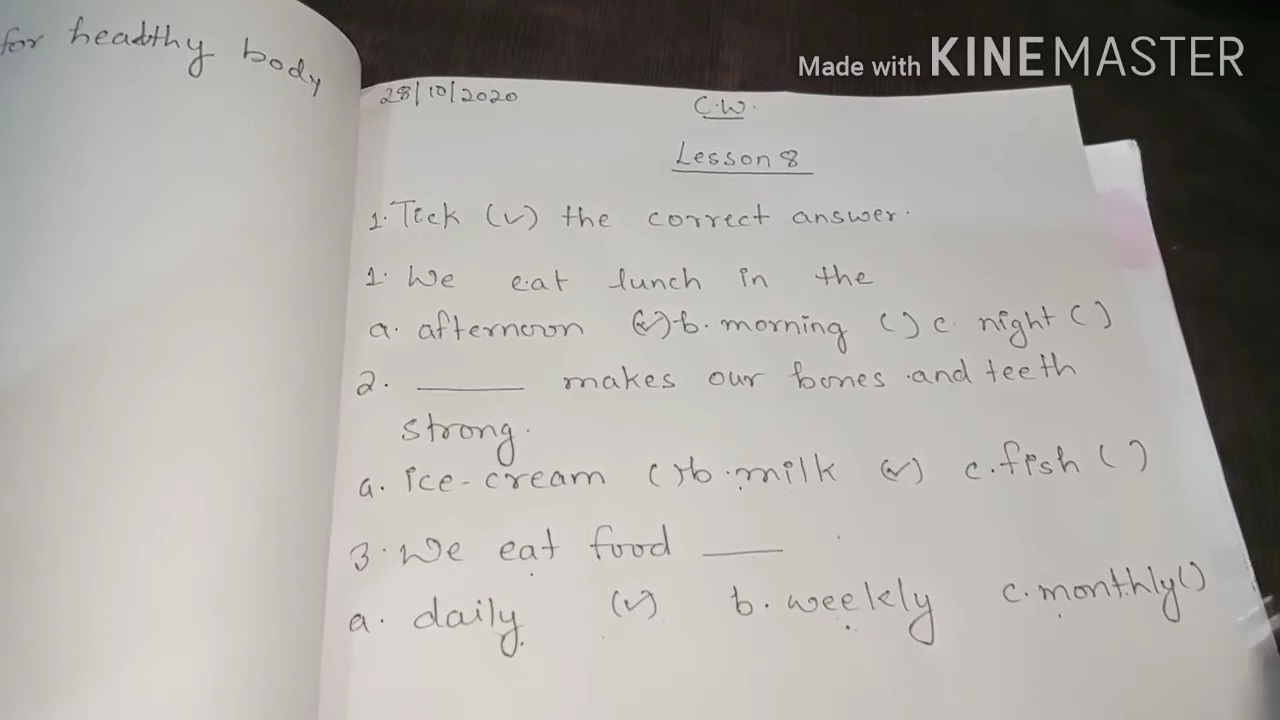 for healthy body
Made with KINEMASTER
28/10/2020
C.W.
Lesson 8
1. Tick (✓) the correct answer.
1. We eat lunch in the
a. afternoon (✓) b. morning ( ) c. night ( )
2. ______ makes our bones and teeth
strong.
a. ice-cream ( ) b. milk (✓) c. fish ( )
3. We eat food ____
a. daily (✓) b. weekly c. monthly ( )